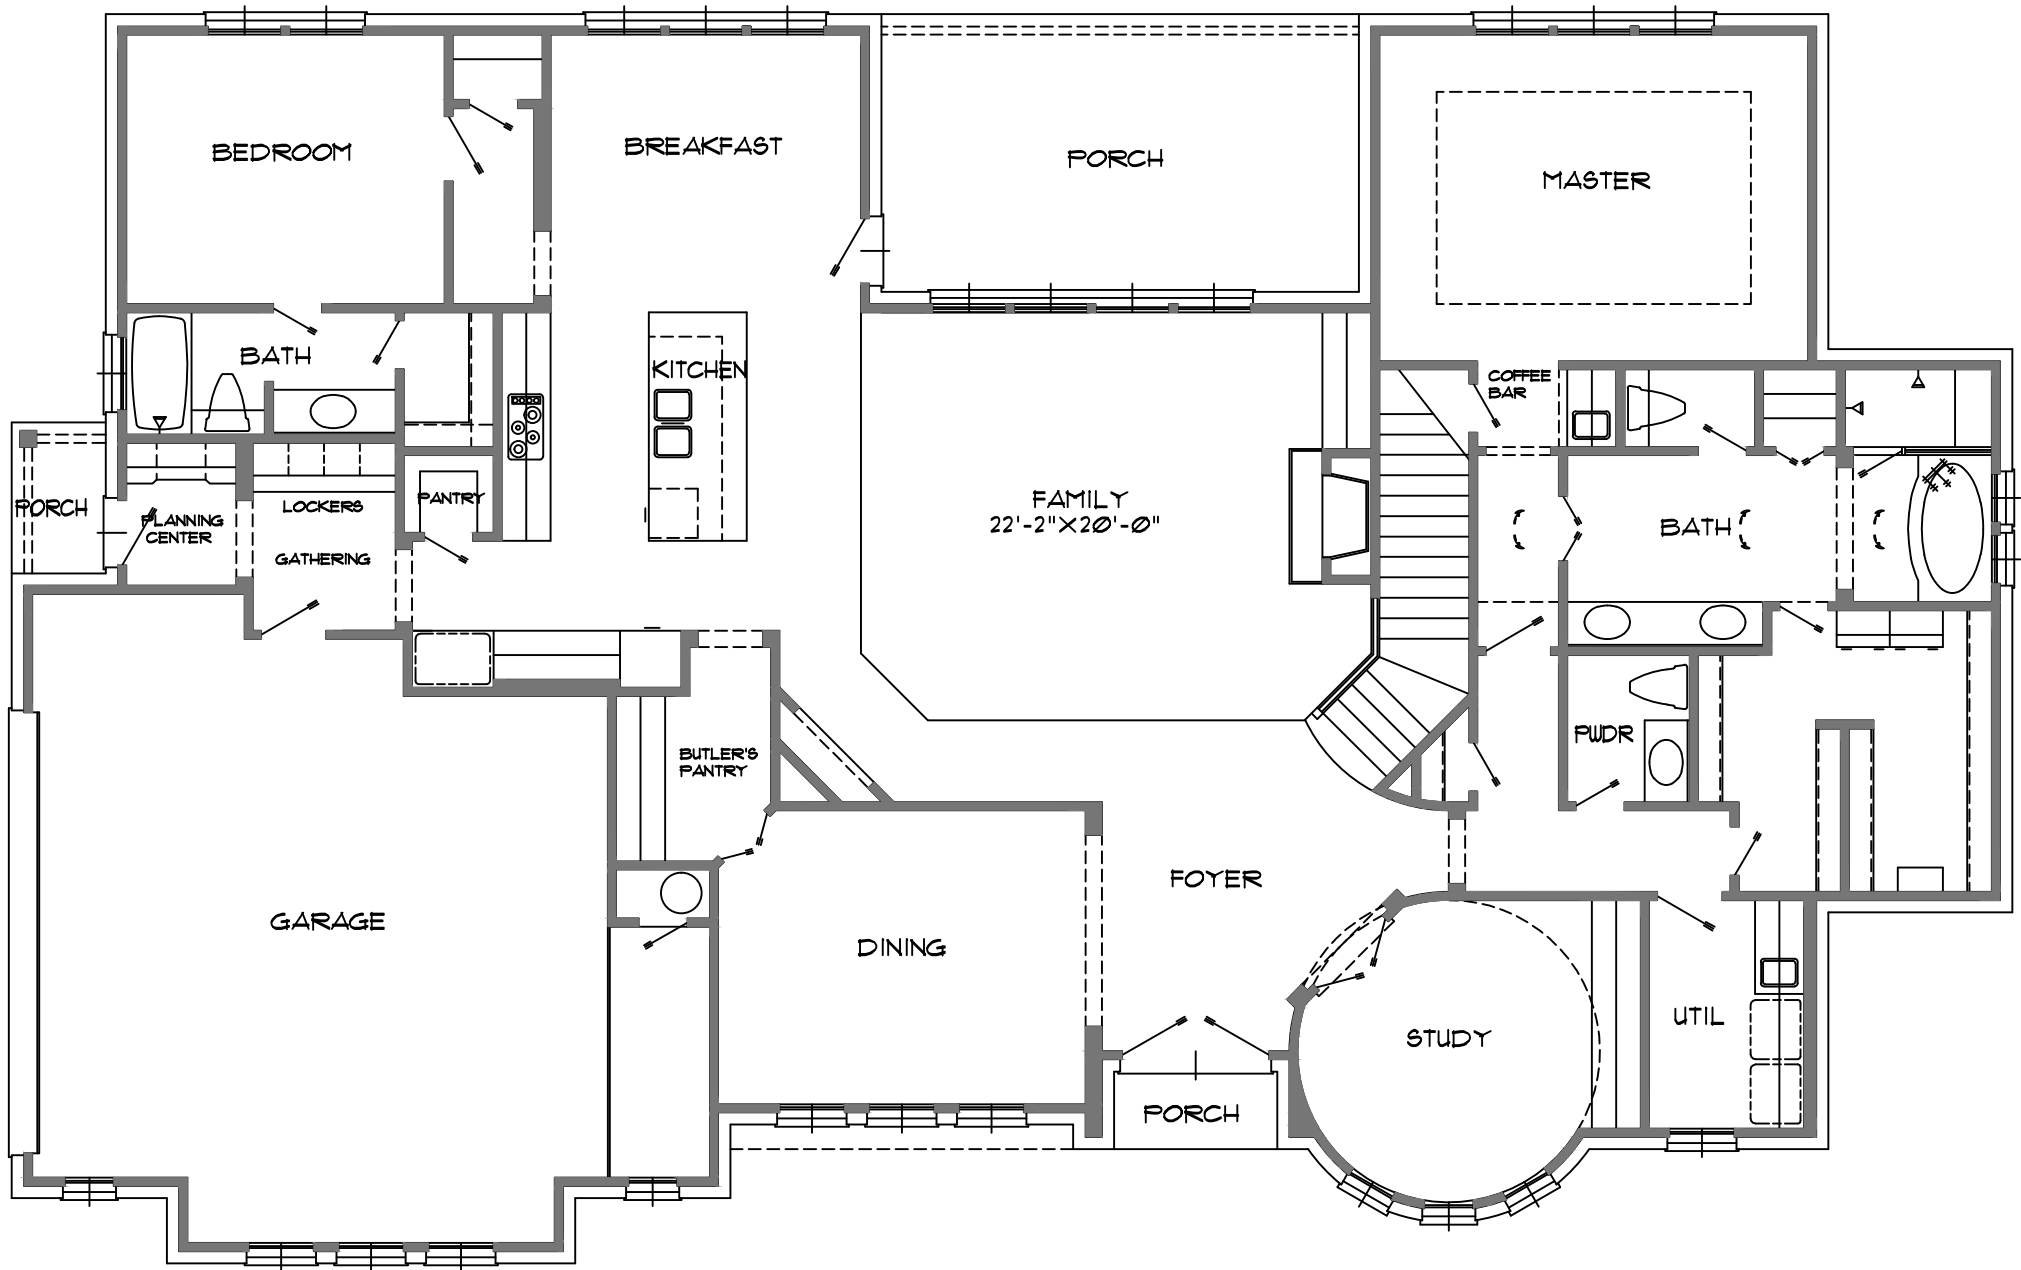 BEDROOM
BREAKFAST
PORCH
MASTER
BATH
KITCHEN
COFFEE
BAR
PORCH
PLANNING
CENTER
LOCKERS
GATHERING
PANTRY
FAMILY
22'-2"X20'-0"
BATH
BUTLER'S
PANTRY
PWDR
GARAGE
DINING
FOYER
STUDY
UTIL
PORCH